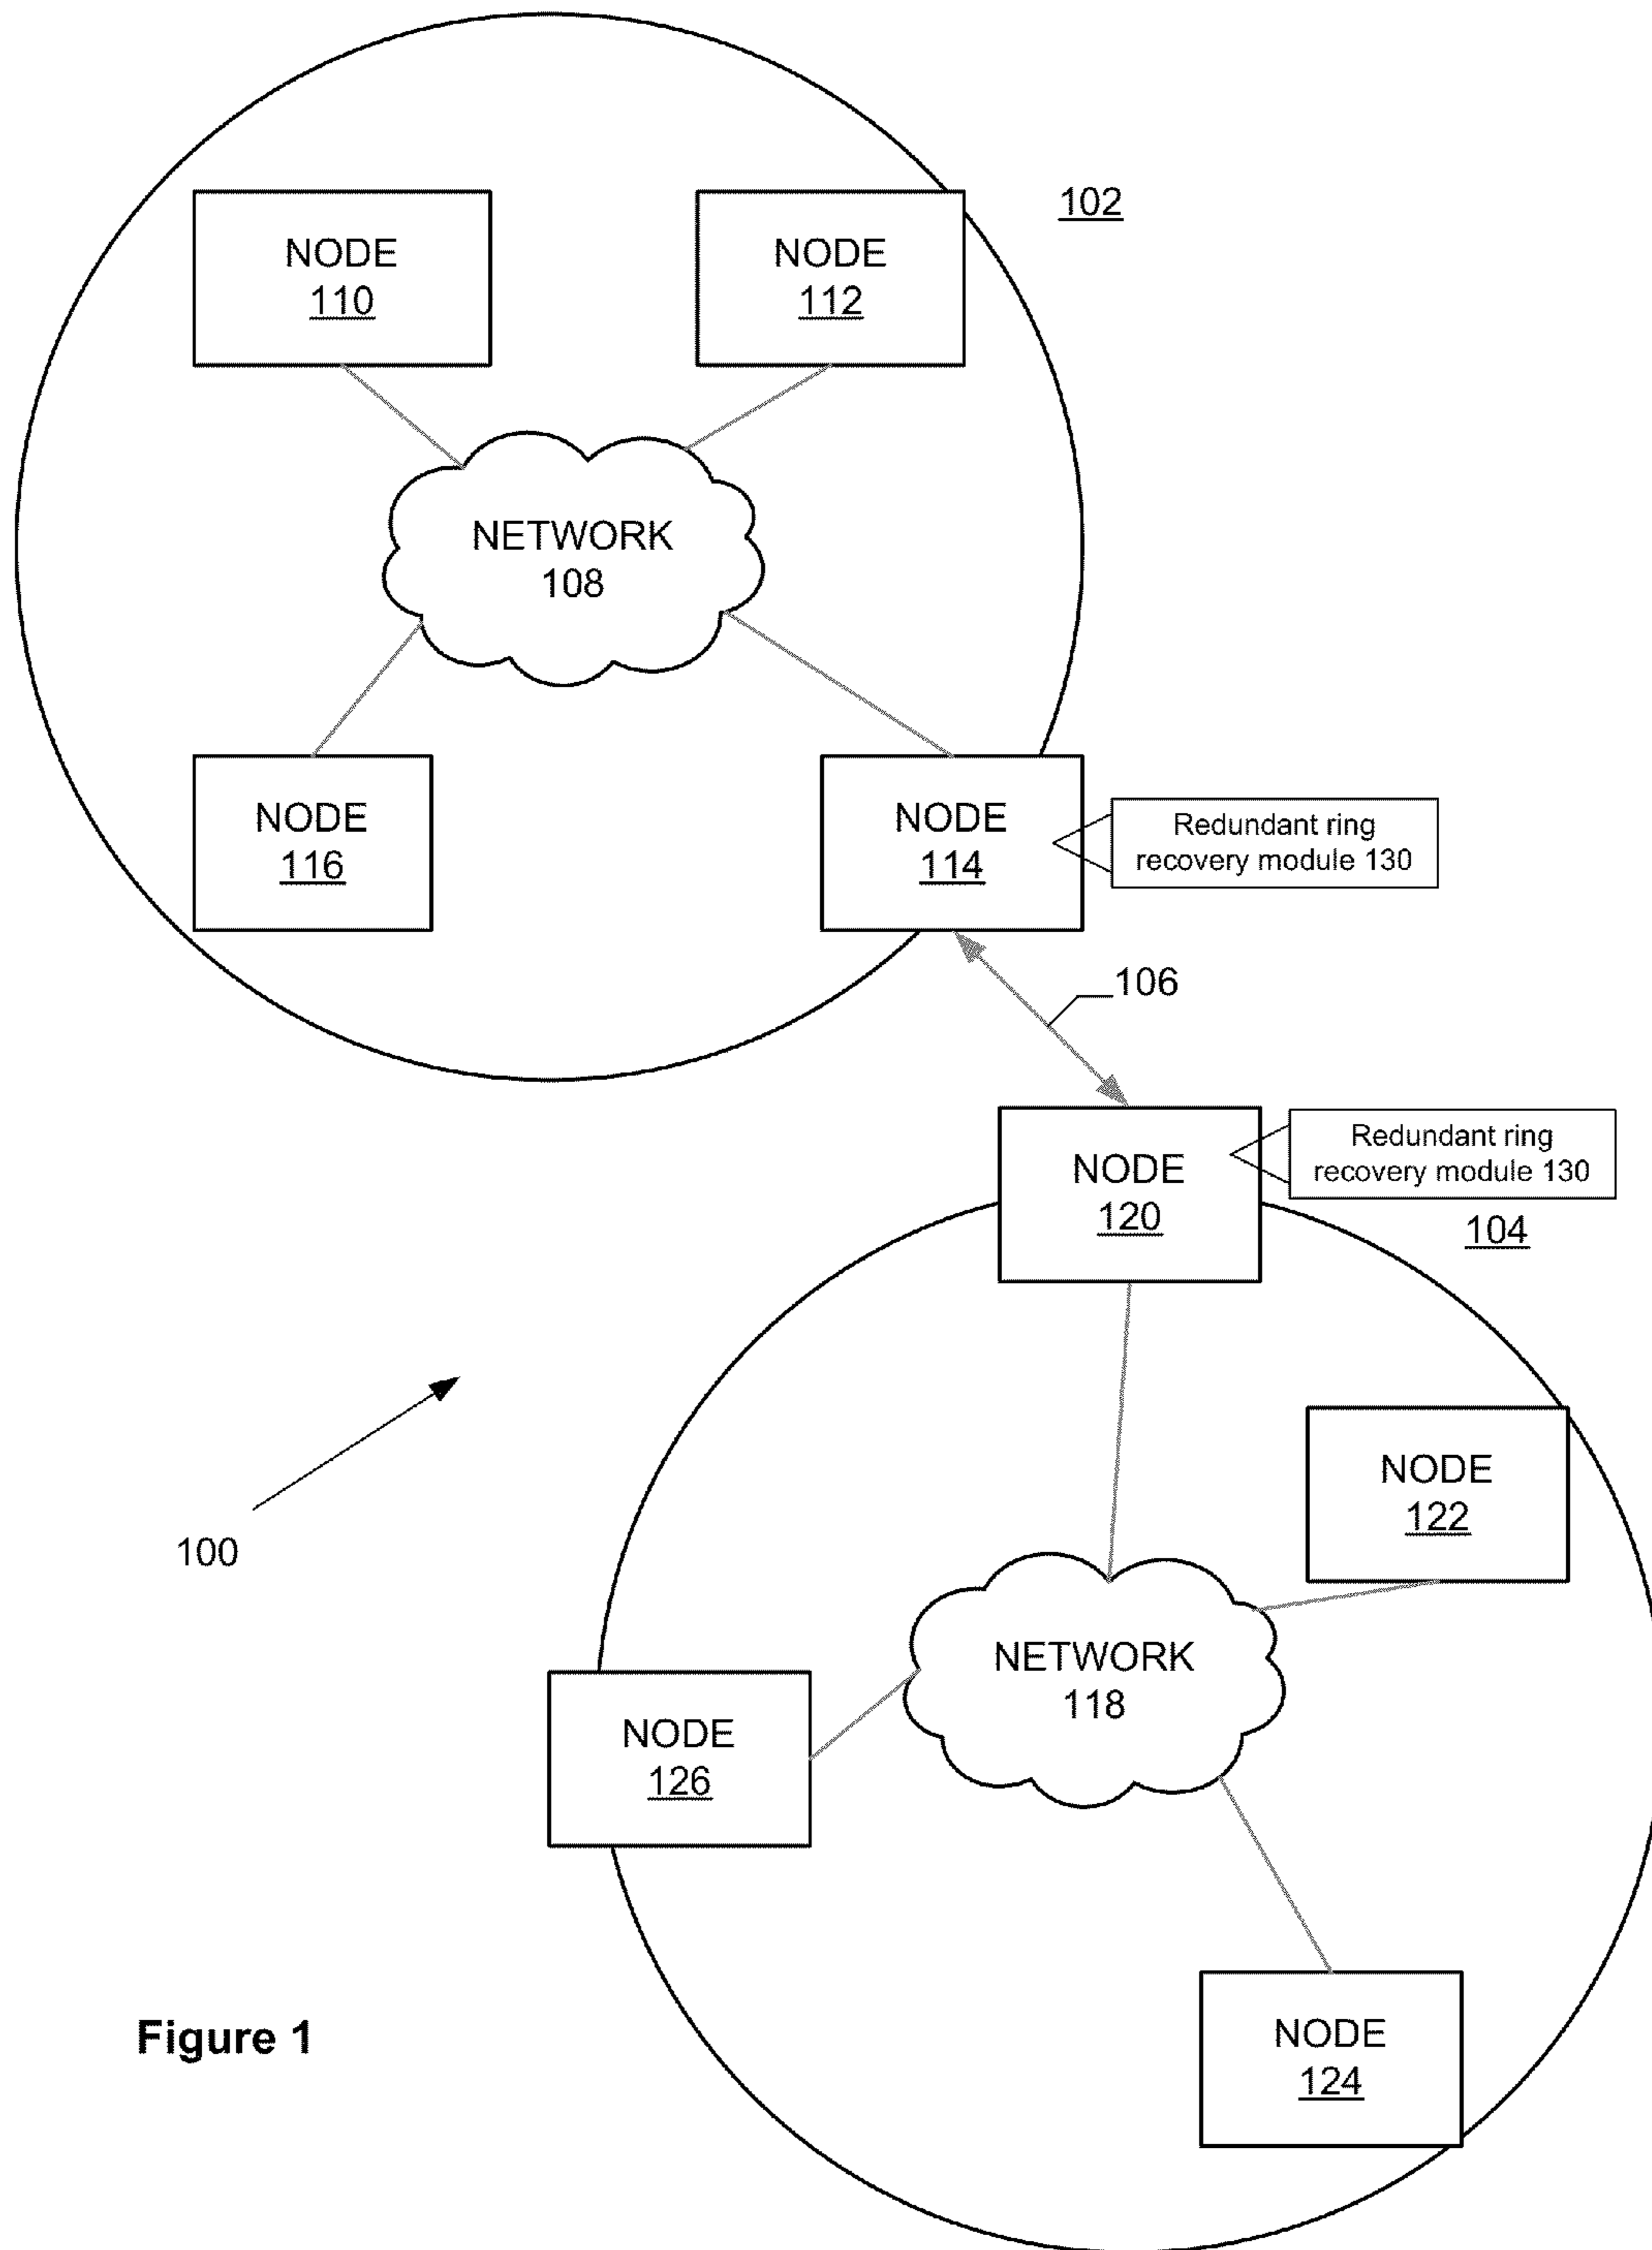 102
NODE
110
NODE
112
NETWORK
108
NODE
116
NODE
114
Redundant ring
recovery module 130
106
NODE
120
Redundant ring
recovery module 130
104
100
NODE
122
NETWORK
118
NODE
126
NODE
124
Figure 1